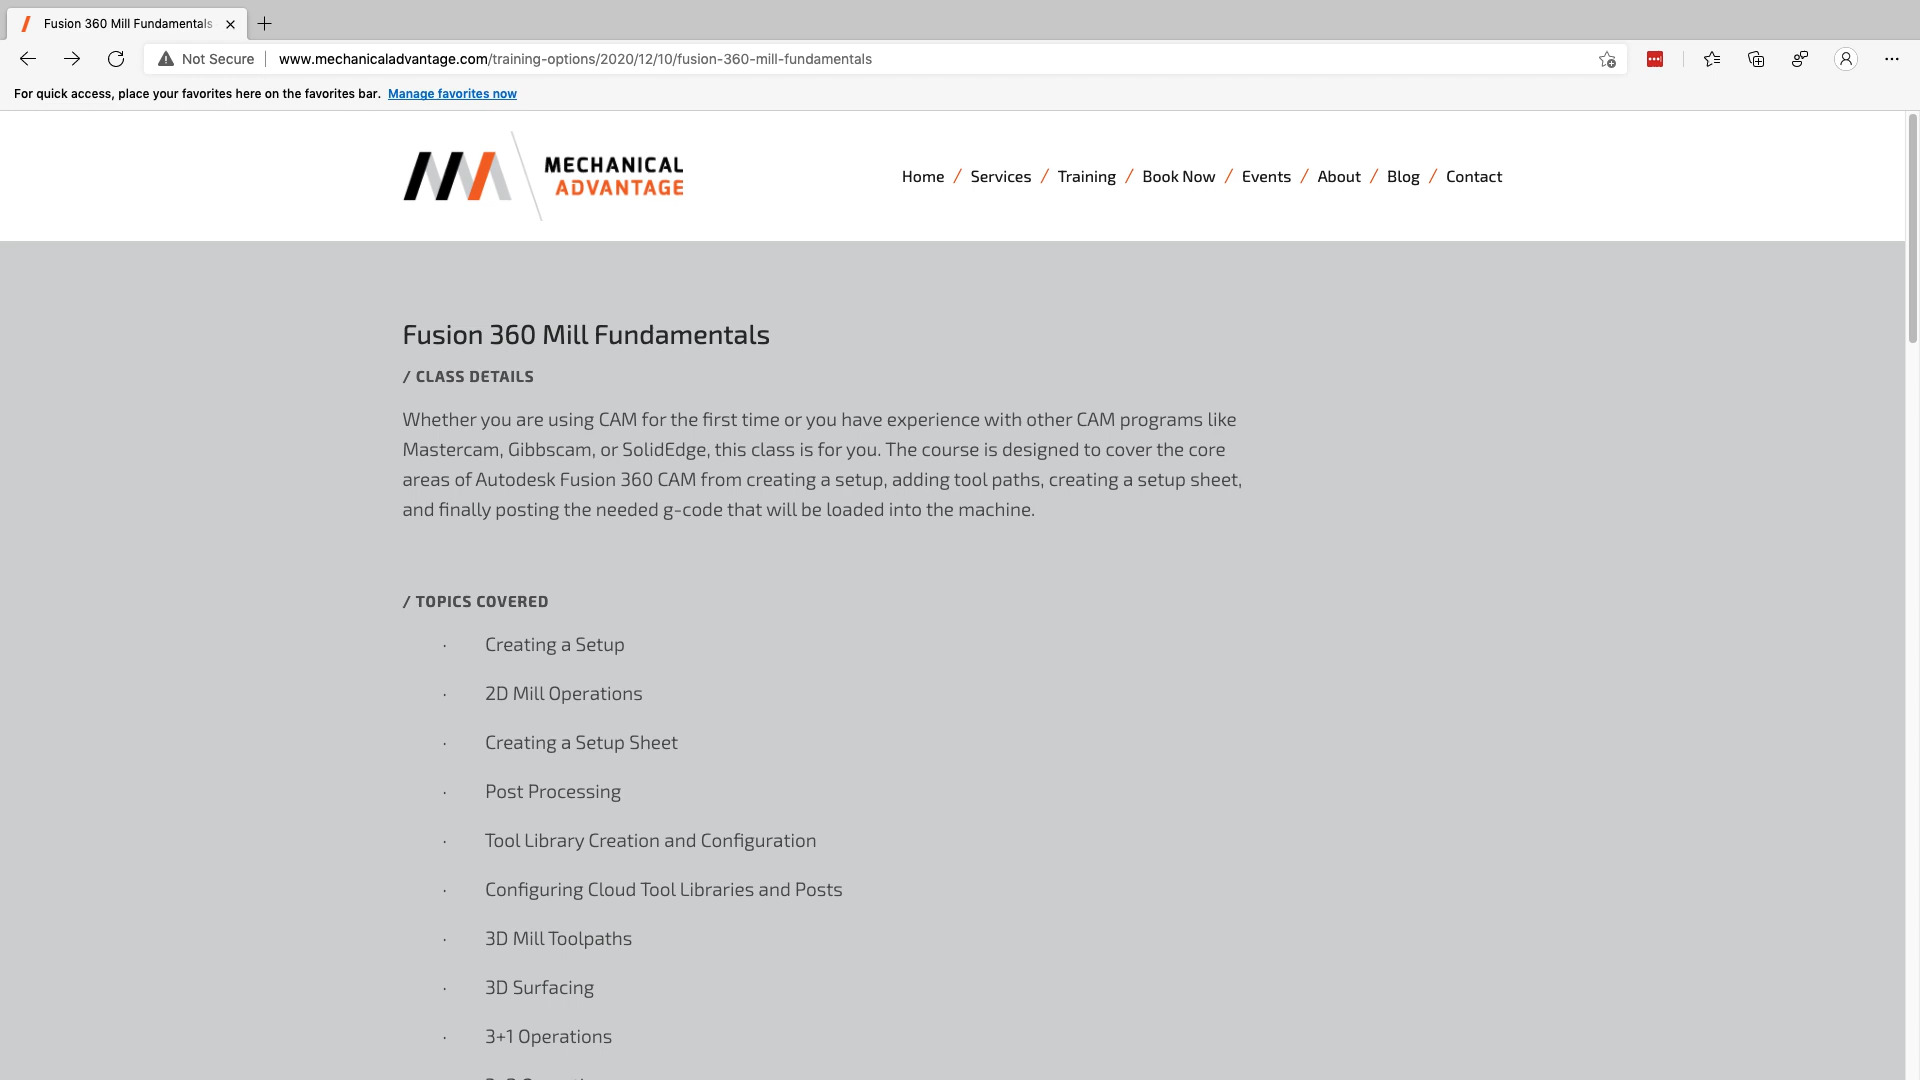 Fusion 360 Mill Fundamentals
Not Secure
www.mechanicaladvantage.com/training-options/2020/12/10/fusion-360-mill-fundamentals
For quick access, place your favorites here on the favorites bar. Manage favorites now
MECHANICAL
ADVANTAGE
Home / Services / Training / Book Now / Events / About / Blog / Contact
Fusion 360 Mill Fundamentals
/ CLASS DETAILS
Whether you are using CAM for the first time or you have experience with other CAM programs like
Mastercam, Gibbscam, or SolidEdge, this class is for you. The course is designed to cover the core
areas of Autodesk Fusion 360 CAM from creating a setup, adding tool paths, creating a setup sheet,
and finally posting the needed g-code that will be loaded into the machine.
/ TOPICS COVERED
· Creating a Setup
· 2D Mill Operations
· Creating a Setup Sheet
· Post Processing
· Tool Library Creation and Configuration
· Configuring Cloud Tool Libraries and Posts
· 3D Mill Toolpaths
· 3D Surfacing
· 3+1 Operations